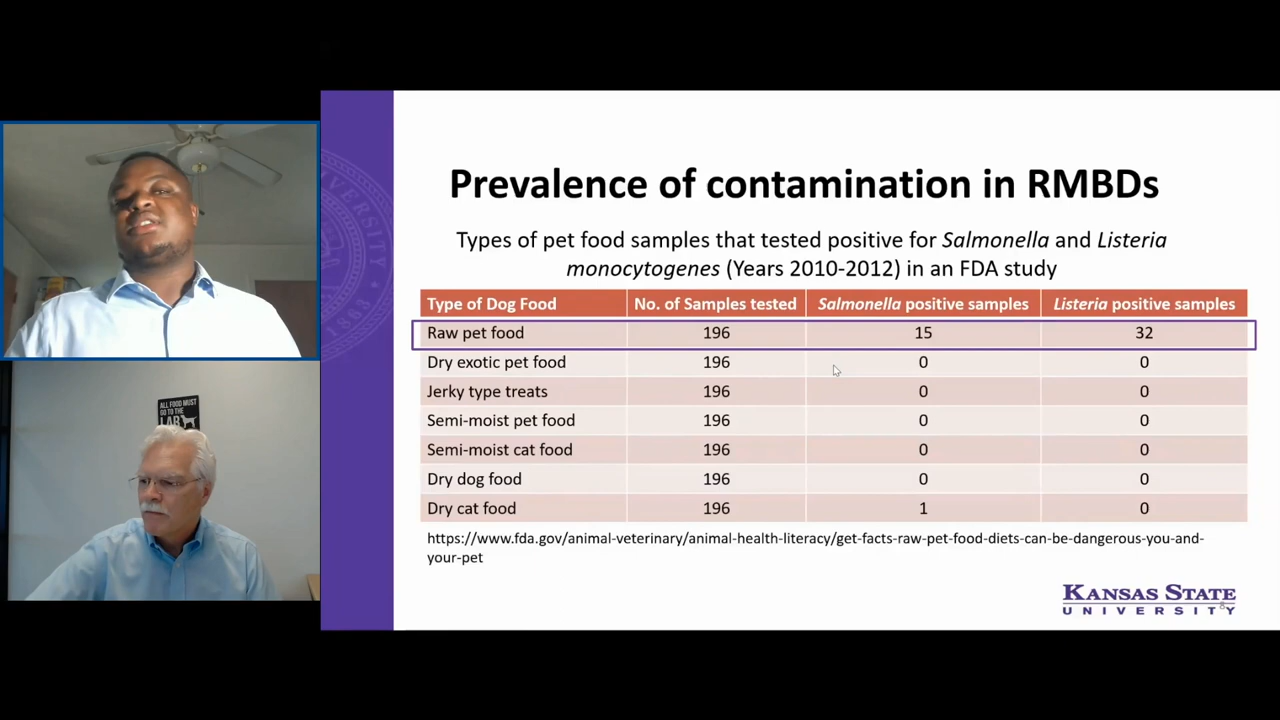 Prevalence of contamination in RMBDs
Types of pet food samples that tested positive for Salmonella and Listeria
monocytogenes (Years 2010-2012) in an FDA study
Type of Dog Food No. of Samples tested Salmonella positive samples Listeria positive samples
Raw pet food 196 15 32
Dry exotic pet food 196 0 0
Jerky type treats 196 0 0
Semi-moist pet food 196 0 0
Semi-moist cat food 196 0 0
Dry dog food 196 0 0
Dry cat food 196 1 0
https://www.fda.gov/animal-veterinary/animal-health-literacy/get-facts-raw-pet-food-diets-can-be-dangerous-you-and-
your-pet
KANSAS STATE
UNIVERSITY
8
ALL FOOD MUST
GO TO THE
LAB